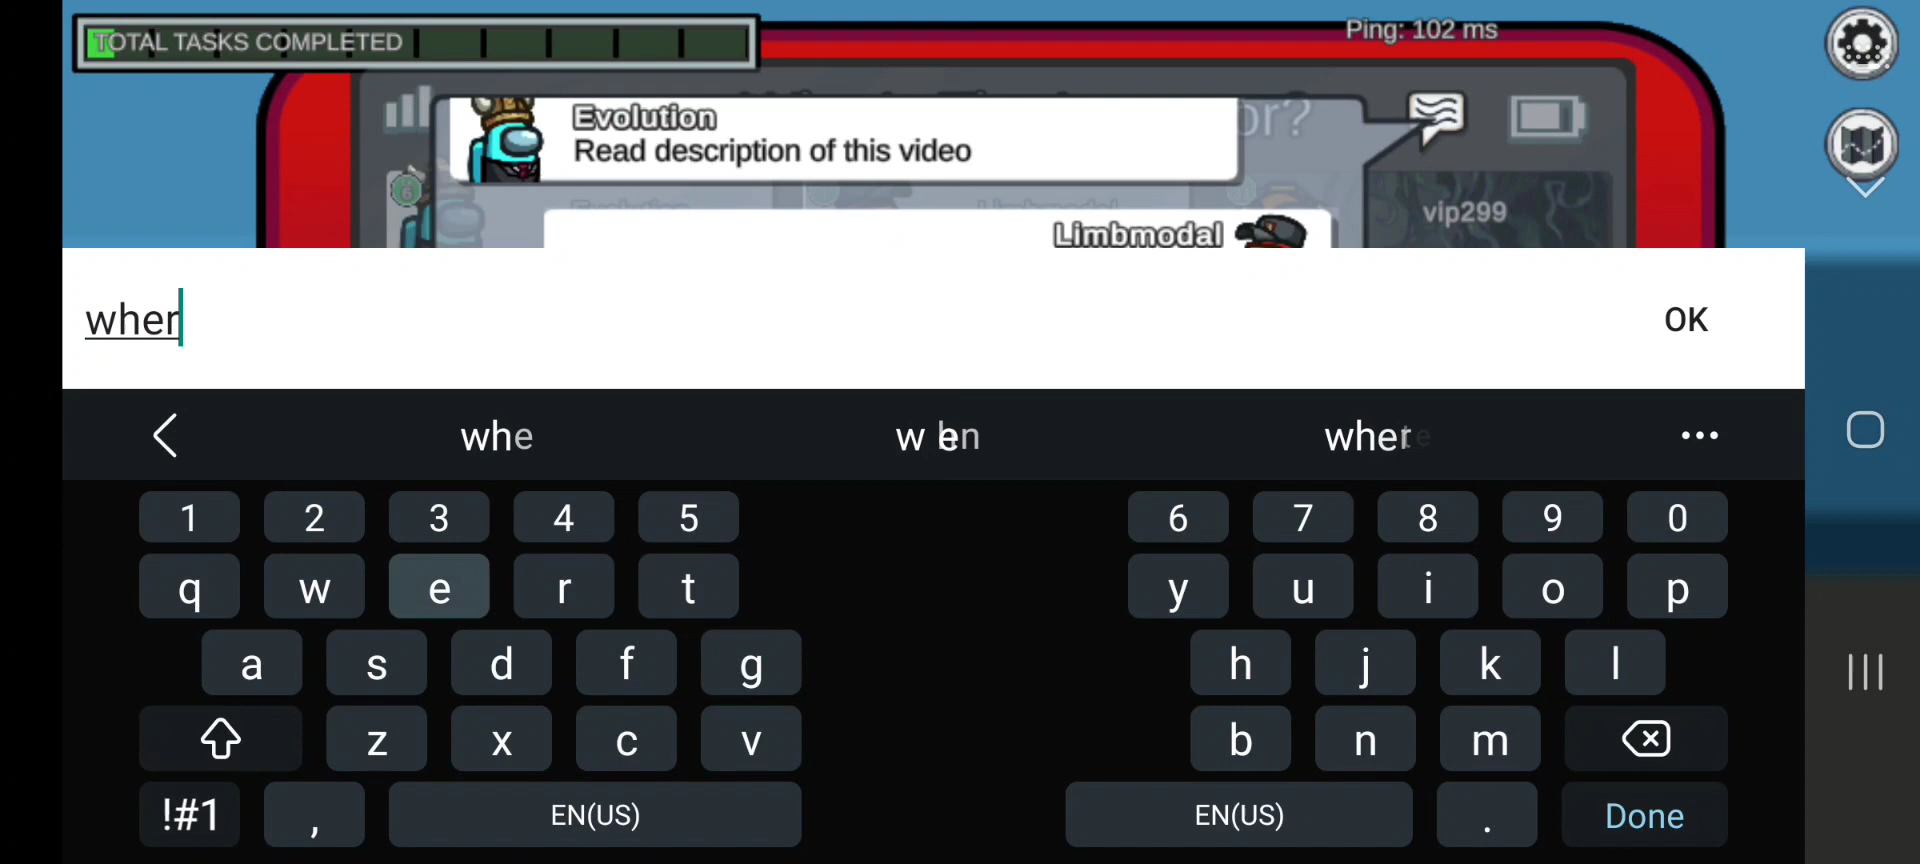 TOTAL TASKS COMPLETED
Ping: 102 ms
or?
Evolution
Read description of this video
vip299
Limbmodal
wher
OK
whe
wher
1 2 3 4 5 6 7 8 9 0
q w e r t y u i o p
a s d f g h j k l
z x c v b n m
!#1 , EN(US) EN(US) . Done